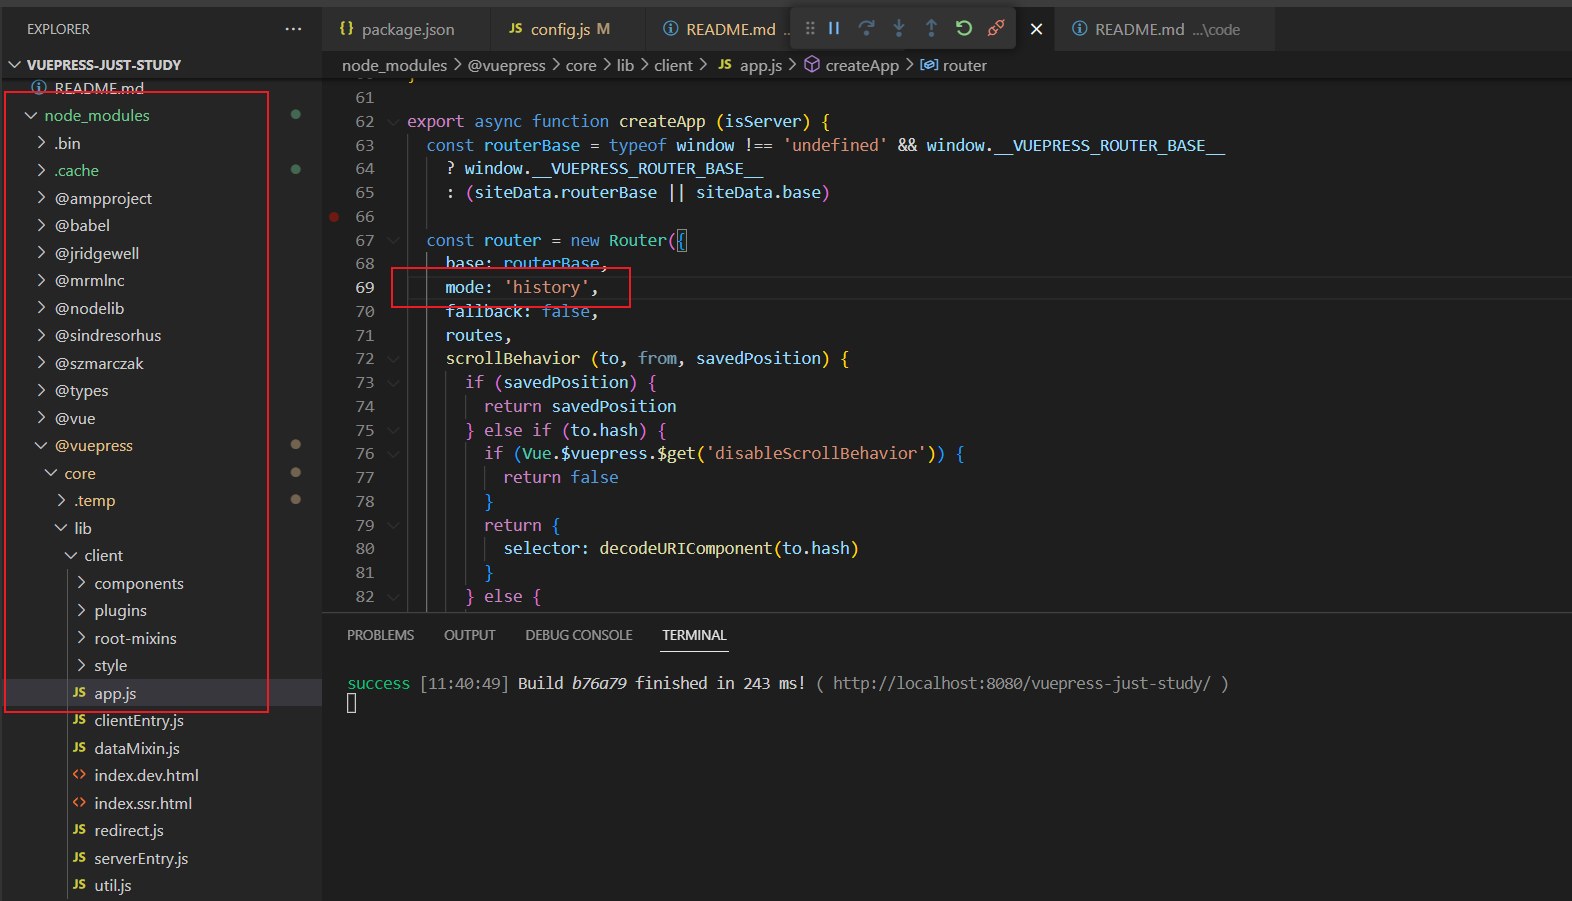 EXPLORER
VUEPRESS-JUST-STUDY
README.md
node_modules
.bin
.cache
@ampproject
@babel
@jridgewell
@mrmlnc
@nodelib
@sindresorhus
@szmarczak
@types
@vue
@vuepress
core
.temp
lib
client
components
plugins
root-mixins
style
JS app.js
JS clientEntry.js
JS dataMixin.js
<> index.dev.html
<> index.ssr.html
JS redirect.js
JS serverEntry.js
JS util.js
{} package.json
JS config.js M
README.md ..
README.md ...\code
node_modules > @vuepress > core > lib > client > JS app.js > createApp > router
61
62 export async function createApp (isServer) {
63 const routerBase = typeof window !== 'undefined' && window.__VUEPRESS_ROUTER_BASE__
64 ? window.__VUEPRESS_ROUTER_BASE__
65 : (siteData.routerBase || siteData.base)
66
67 const router = new Router({
68 base: routerBase,
69 mode: 'history',
70 fallback: false,
71 routes,
72 scrollBehavior (to, from, savedPosition) {
73 if (savedPosition) {
74 return savedPosition
75 } else if (to.hash) {
76 if (Vue.$vuepress.$get('disableScrollBehavior')) {
77 return false
78 }
79 return {
80 selector: decodeURIComponent(to.hash)
81 }
82 } else {
PROBLEMS OUTPUT DEBUG CONSOLE TERMINAL
success [11:40:49] Build b76a79 finished in 243 ms! ( http://localhost:8080/vuepress-just-study/ )